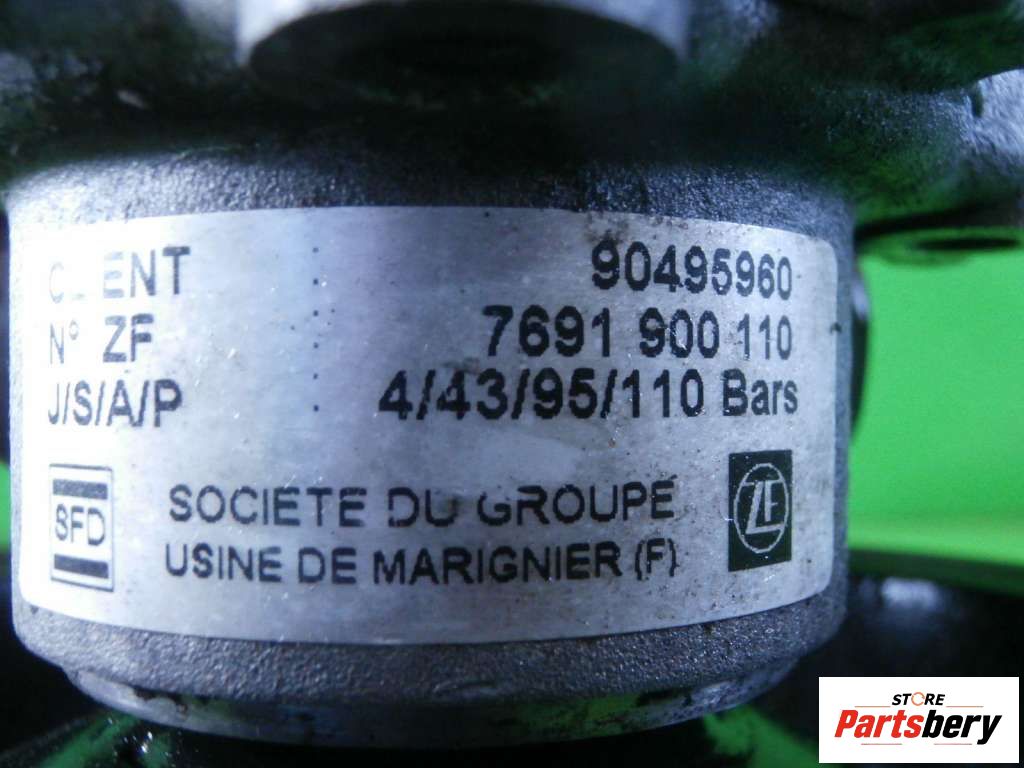 CLIENT : 90495960
N° ZF : 7691 900 110
J/S/A/P : 4/43/95/110 Bars
SFD
SOCIETE DU GROUPE
ZF
USINE DE MARIGNIER (F)
STORE
Partsbery